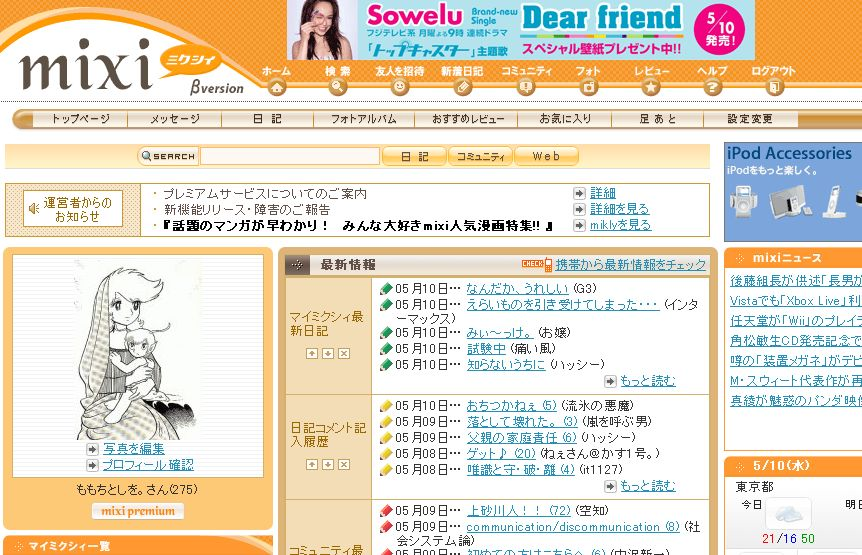 Sowelu Brand-new Single Dear friend
フジテレビ系 月曜よる9時 連続ドラマ
「トップキャスター」主題歌
スペシャル壁紙プレゼント中!!
5/10発売!
mixi ミクシィ
βversion
ホーム 検索 友人を招待 新着日記 コミュニティ フォト レビュー ヘルプ ログアウト
トップページ メッセージ 日記 フォトアルバム おすすめレビュー お気に入り 足あと 設定変更
SEARCH 日記 コミュニティ Web
運営者からの
お知らせ
・ プレミアムサービスについてのご案内 詳細
・ 新機能リリース・障害のご報告 詳細を見る
・『話題のマンガが早わかり! みんな大好きmixi人気漫画特集!! 』 miklyを見る
iPod Accessories
iPodをもっと楽しく。
写真を編集
プロフィール確認
ももちとしを。さん(275)
mixi premium
マイミクシィ一覧
最新情報 携帯から最新情報をチェック
マイミクシィ最
新日記
05月10日… なんだか、うれしい (G3)
05月10日… えらいものを引き受けてしまった・・・ (イン
ターマックス)
05月10日… みぃ~っけ。 (お嬢)
05月10日… 試験中 (痛い風)
05月10日… 知らないうちに (ハッシー)
もっと読む
日記コメント記
入履歴
05月10日… おちつかねぇ (5) (流氷の悪魔)
05月09日… 落として壊れた。 (3) (嵐を呼ぶ男)
05月09日… 父親の家庭責任 (6) (ハッシー)
05月08日… ゲット♪ (20) (ねぇさん@かず1号。)
05月08日… 唯識と守・破・離 (4) (it1127)
もっと読む
コミュニティ最
05月09日… 上砂川人!! (72) (空知)
05月09日… communication/discommunication (8) (社
会システム論)
05月09日… 初めての方はこちらへ (6) (中沢新一)
mixiニュース
後藤組長が供述「長男が
Vistaでも「Xbox Live」利
任天堂が「Wii」のプレイ
角松敏生CD発売記念で
噂の「装置メガネ」がデビ
M・スウィート代表作が再
真綾が魅惑のパンダ映像
5/10(水)
東京都
今日 明日
21/16 50